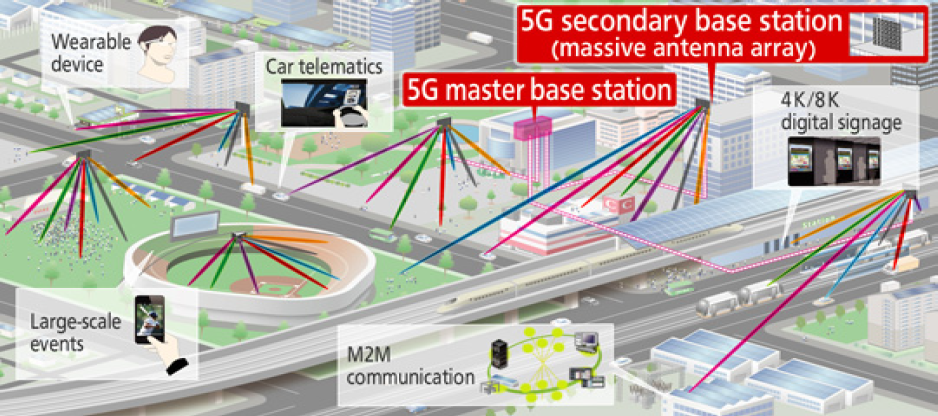 Wearable
device
Car telematics
5G master base station
5G secondary base station
(massive antenna array)
4K/8K
digital signage
Station
Large-scale
events
M2M
communication